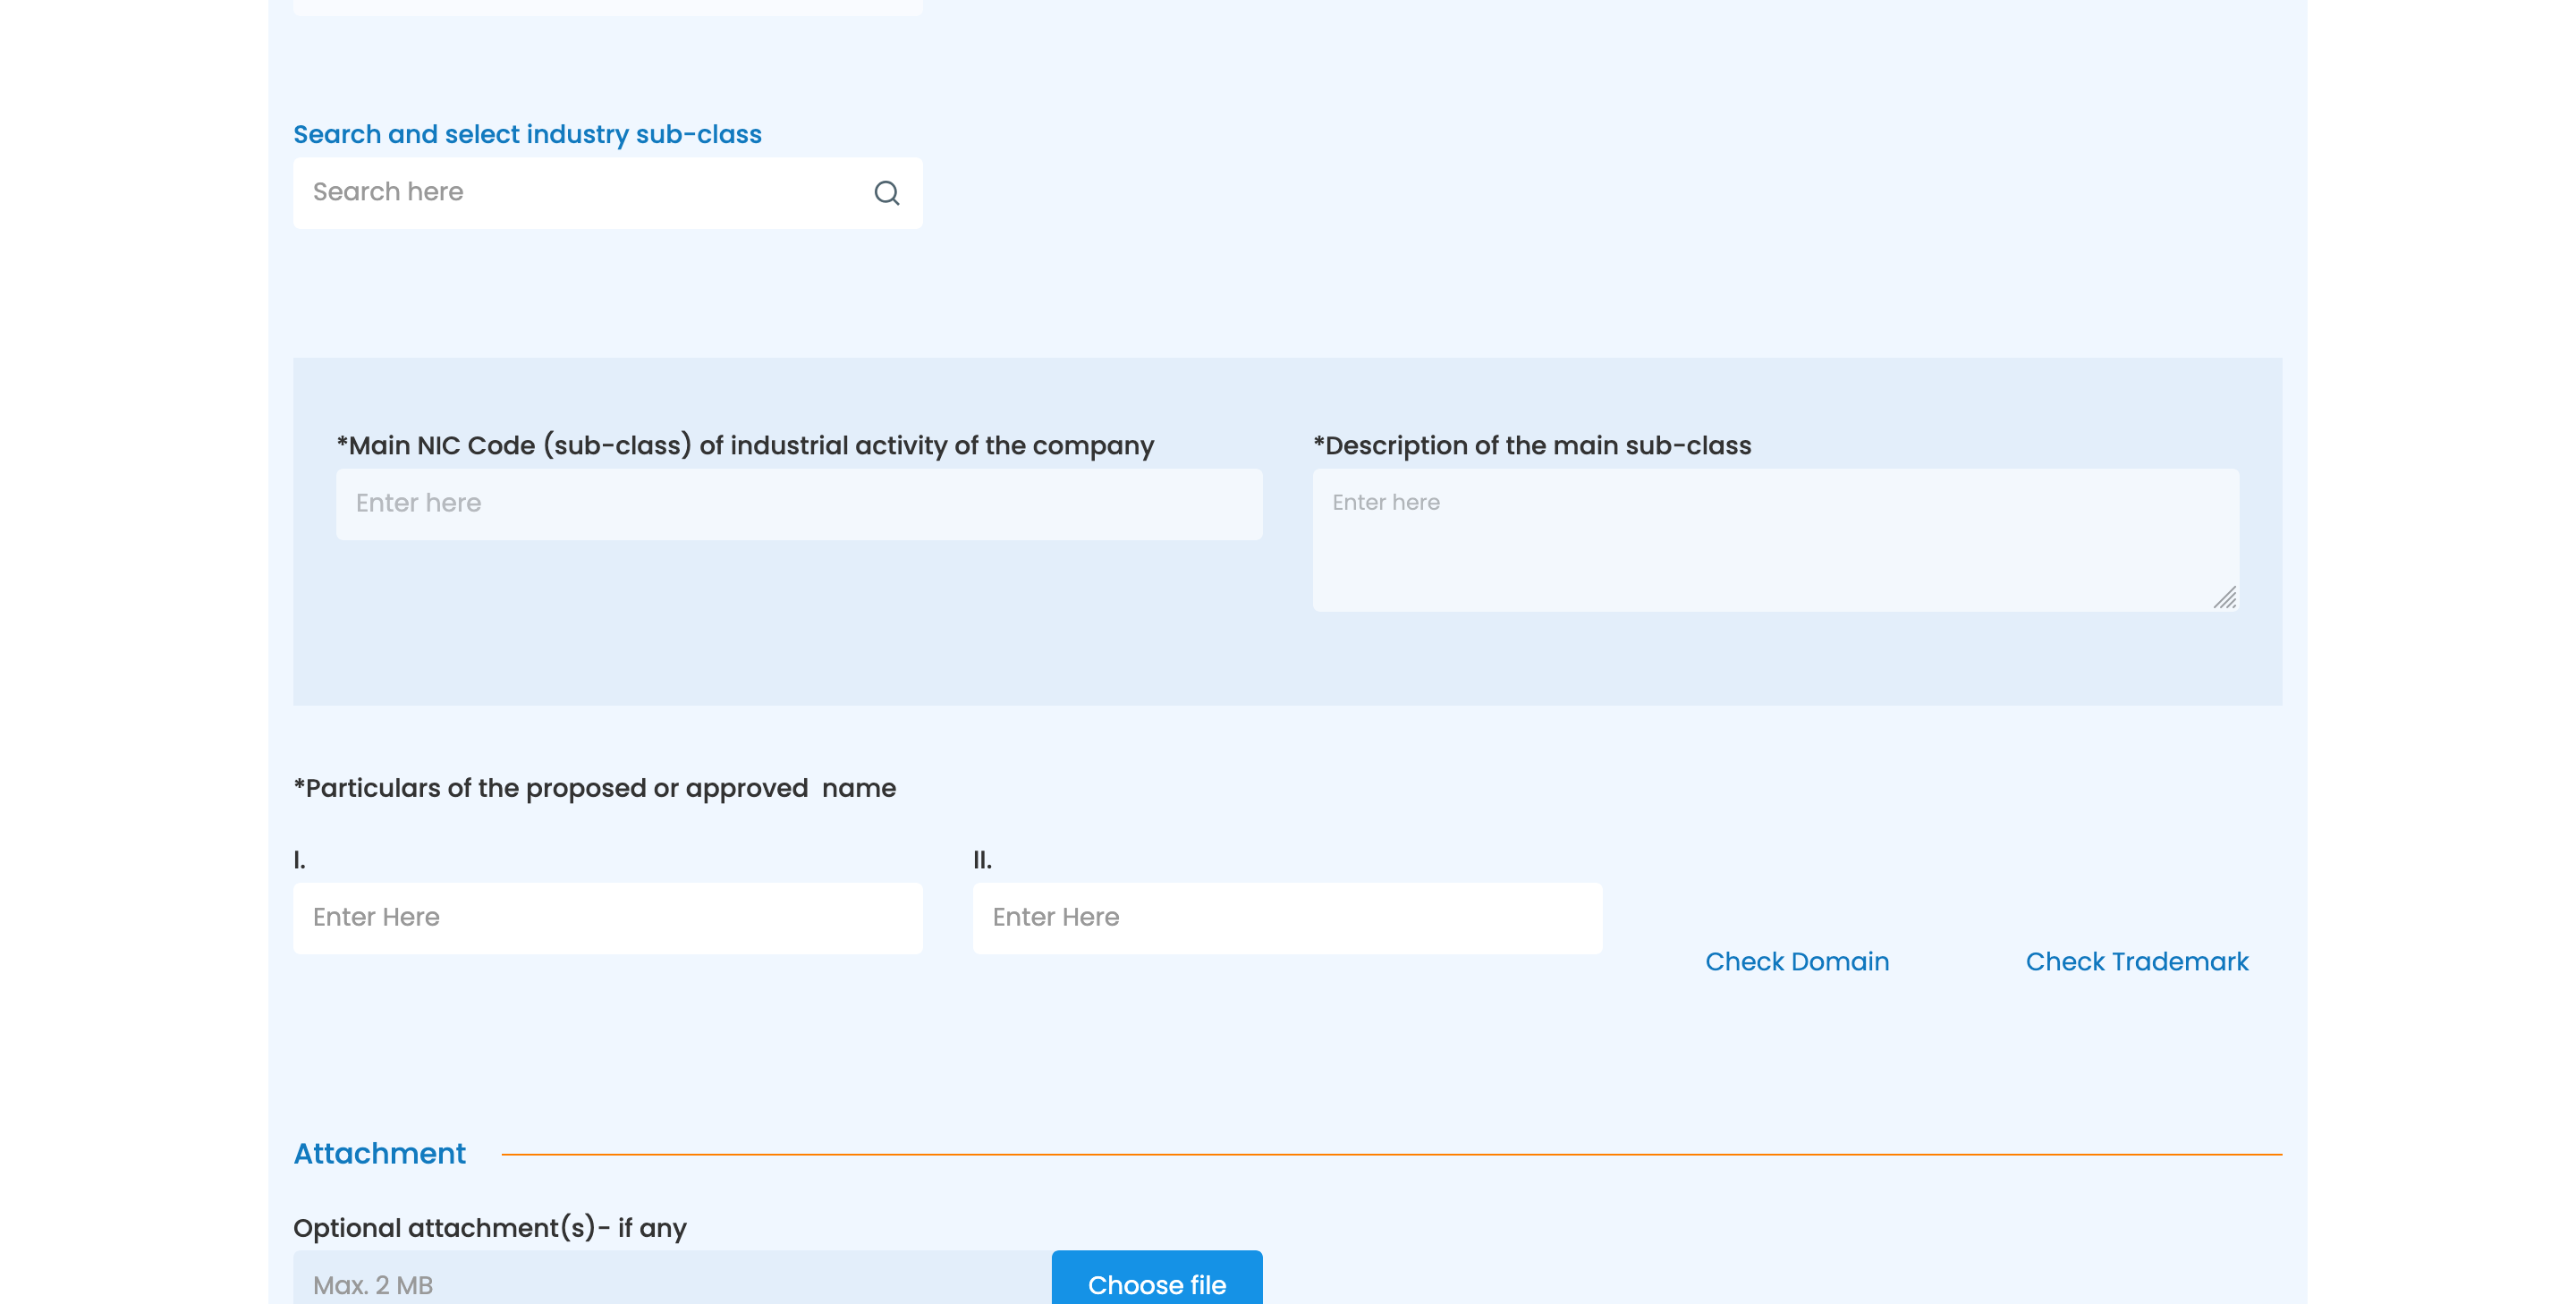 Search and select industry sub-class
Search here
*Main NIC Code (sub-class) of industrial activity of the company
*Description of the main sub-class
Enter here
Enter here
*Particulars of the proposed or approved  name
I.
II.
Enter Here
Enter Here
Check Domain
Check Trademark
Attachment
Optional attachment(s)- if any
Max. 2 MB
Choose file